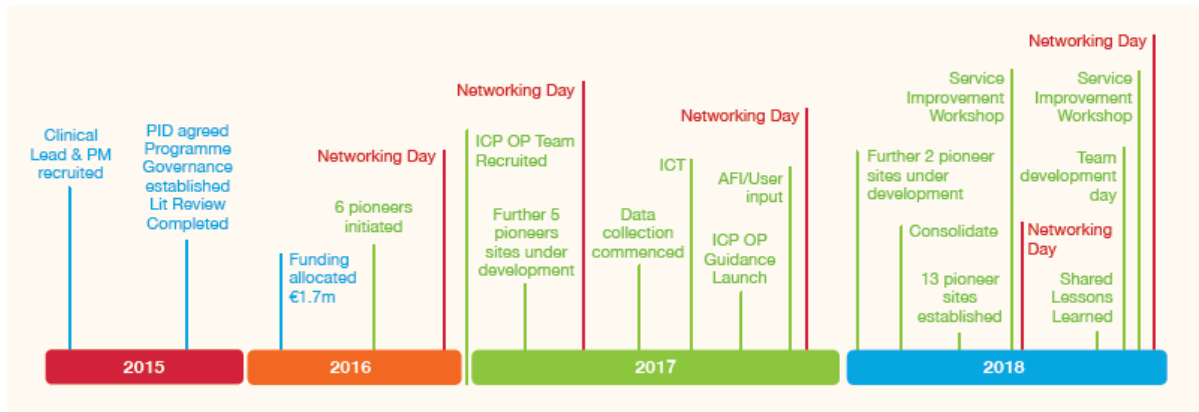 Clinical
Lead & PM
recruited
PID agreed
Programme
Governance
established
Lit Review
Completed
Funding
allocated
€1.7m
6 pioneers
initiated
Networking Day
ICP OP Team
Recruited
Further 5
pioneers
sites under
development
Networking Day
Data
collection
commenced
ICT
ICP OP
Guidance
Launch
AFI/User
input
Networking Day
Further 2 pioneer
sites under
development
Consolidate
13 pioneer
sites
established
Service
Improvement
Workshop
Networking
Day
Shared
Lessons
Learned
Team
development
day
Service
Improvement
Workshop
Networking Day
2015
2016
2017
2018